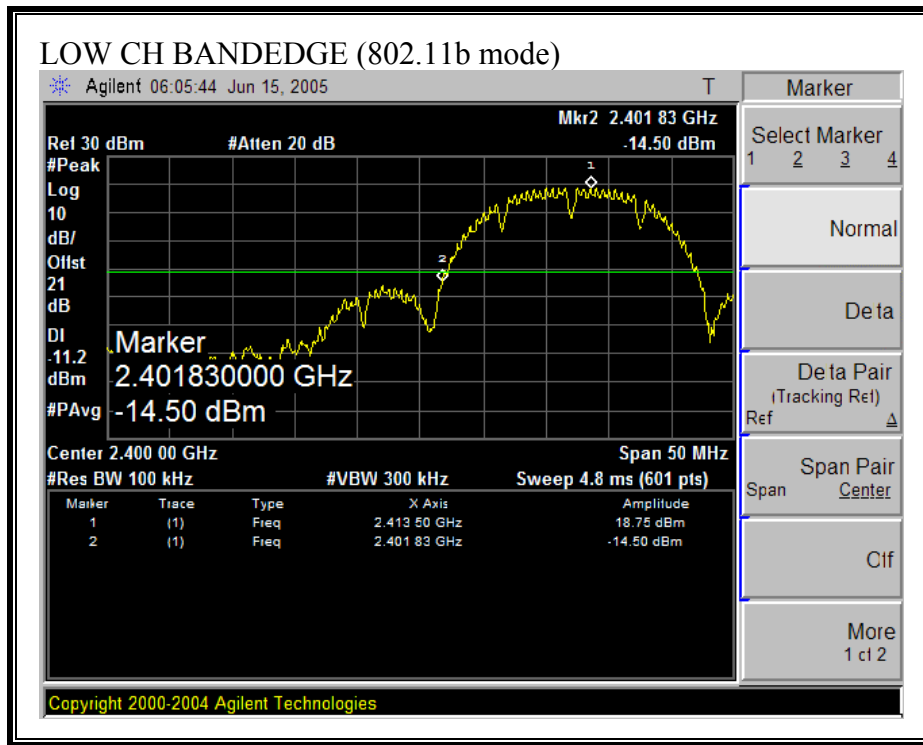 LOW CH BANDEDGE (802.11b mode)
Agilent 06:05:44 Jun 15, 2005 T
Marker
Mkr2 2.401 83 GHz
Ref 30 dBm #Atten 20 dB -14.50 dBm
#Peak
Log
10
dB/
Offst
21
dB
DI
-11.2
dBm
#PAvg
1
2
Marker
2.401830000 GHz
-14.50 dBm
Center 2.400 00 GHz Span 50 MHz
#Res BW 100 kHz #VBW 300 kHz Sweep 4.8 ms (601 pts)
Marker Trace Type X Axis Amplitude
1 (1) Freq 2.413 50 GHz 18.75 dBm
2 (1) Freq 2.401 83 GHz -14.50 dBm
Select Marker
1 2 3 4
Normal
Delta
Delta Pair
(Tracking Ref)
Ref Δ
Span Pair
Span Center
Off
More
1 of 2
Copyright 2000-2004 Agilent Technologies